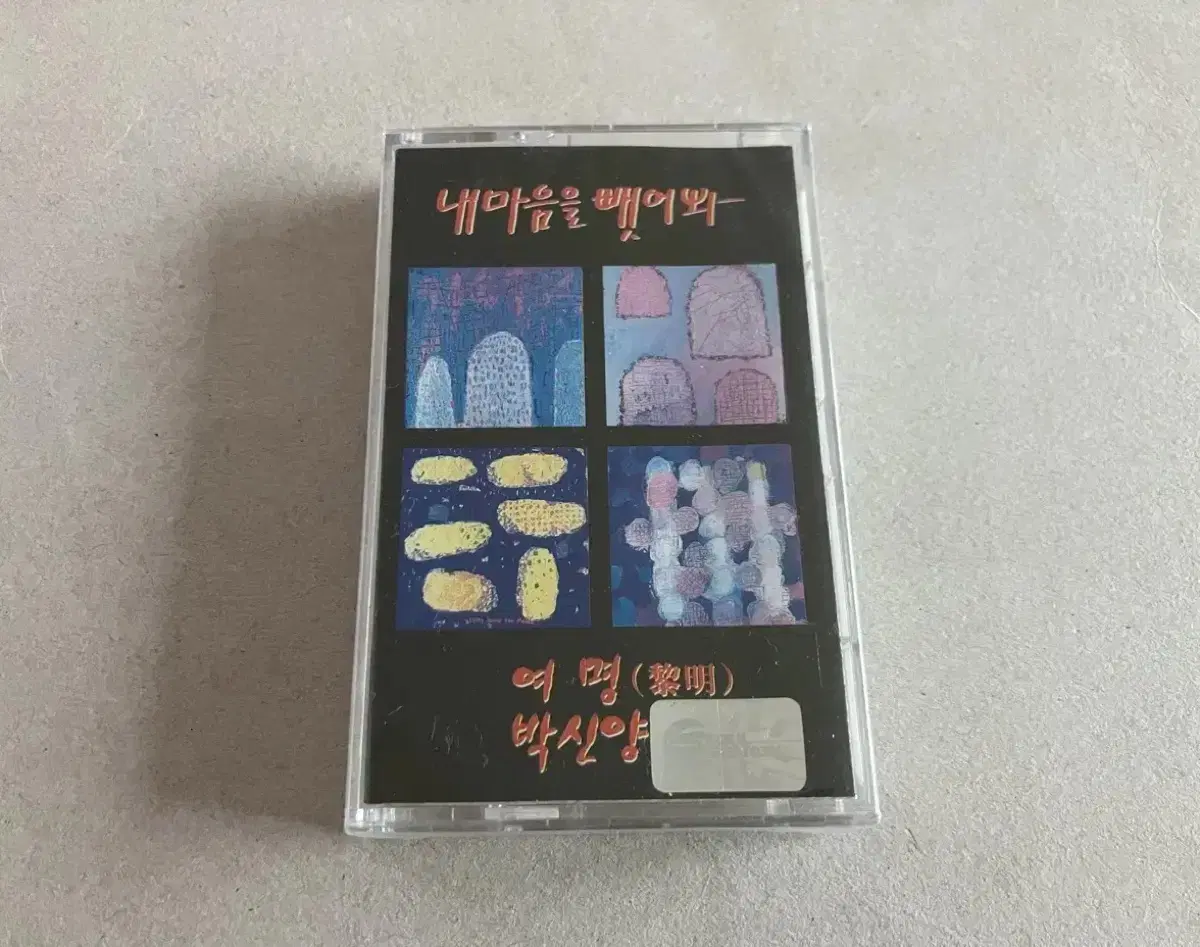 내마음을 뺏어봐
여 명 (黎明)
박신양